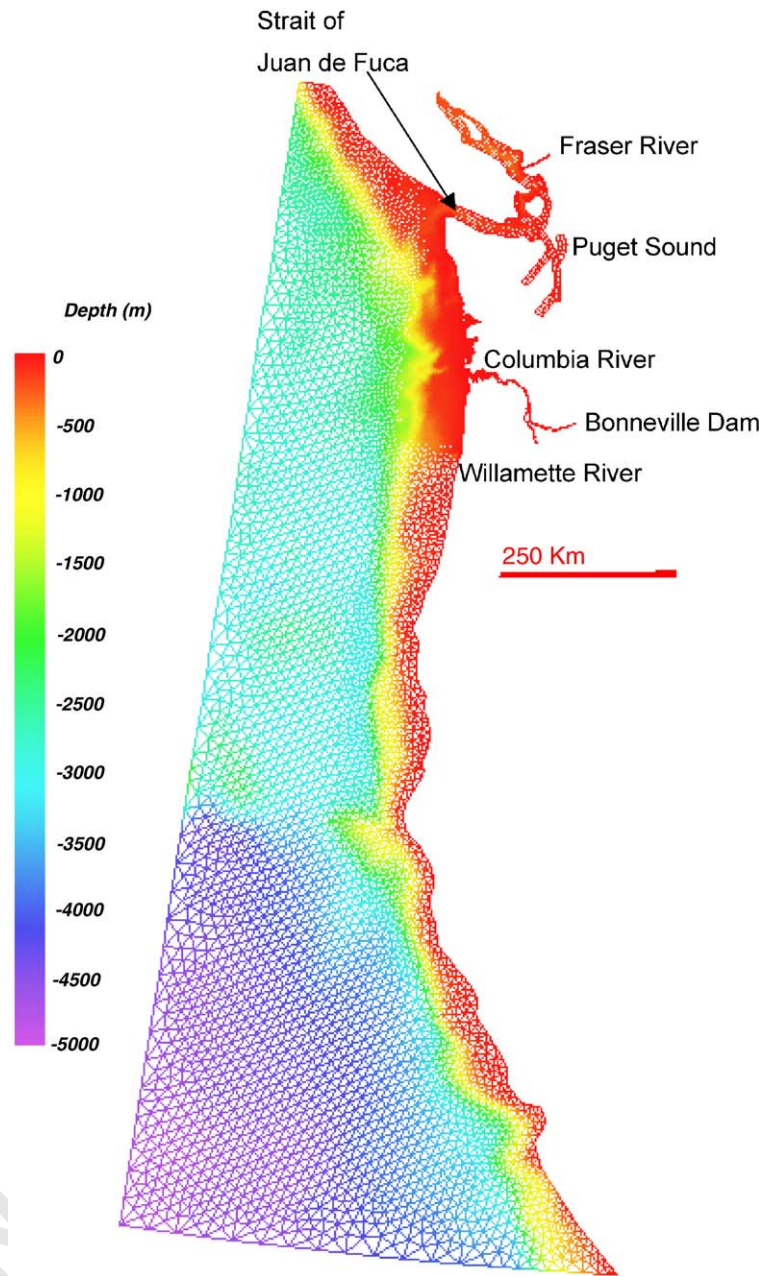 Strait of
Juan de Fuca
Fraser River
Puget Sound
Depth (m)
0
Columbia River
-500
Bonneville Dam
-1000
Willamette River
-1500
250 Km
-2000
-2500
-3000
-3500
-4000
-4500
-5000